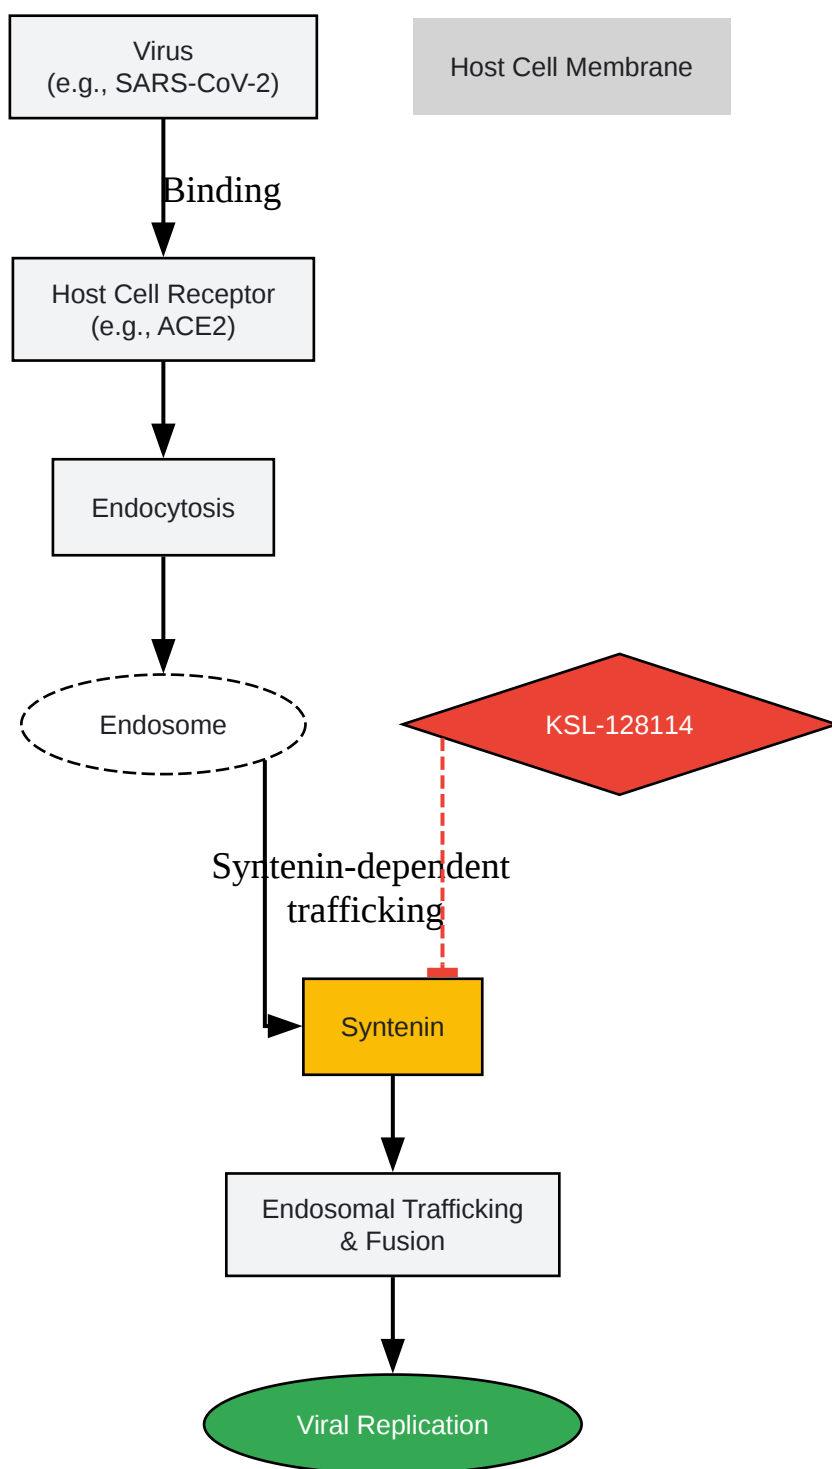 Virus
(e.g., SARS-CoV-2)
Host Cell Membrane
Binding
Host Cell Receptor
(e.g., ACE2)
Endocytosis
Endosome
KSL-128114
Syntenin-dependent
trafficking
Syntenin
Endosomal Trafficking
& Fusion
Viral Replication